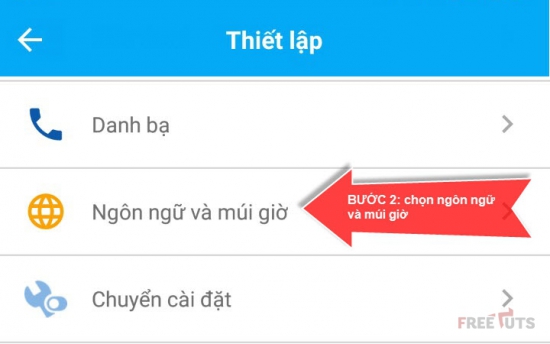 Thiết lập
Danh bạ
Ngôn ngữ và múi giờ
BƯỚC 2: chọn ngôn ngữ
và múi giờ
Chuyển cài đặt
FREETUTS